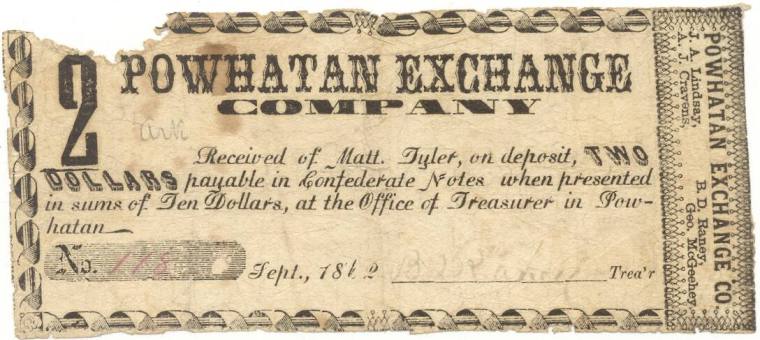 2
POWHATAN EXCHANGE
COMPANY
Ark
Received of Matt. Tyler, on deposit, TWO
DOLLARS payable in Confederate Notes when presented
in sums of Ten Dollars, at the Office of Treasurer in Pow-
hatan
No. 118 Sept., 1862 Trea'r
POWHATAN EXCHANGE CO
J. A. Lindsay, B. D. Raney,
A. J. Cravens, Geo. McGeehey